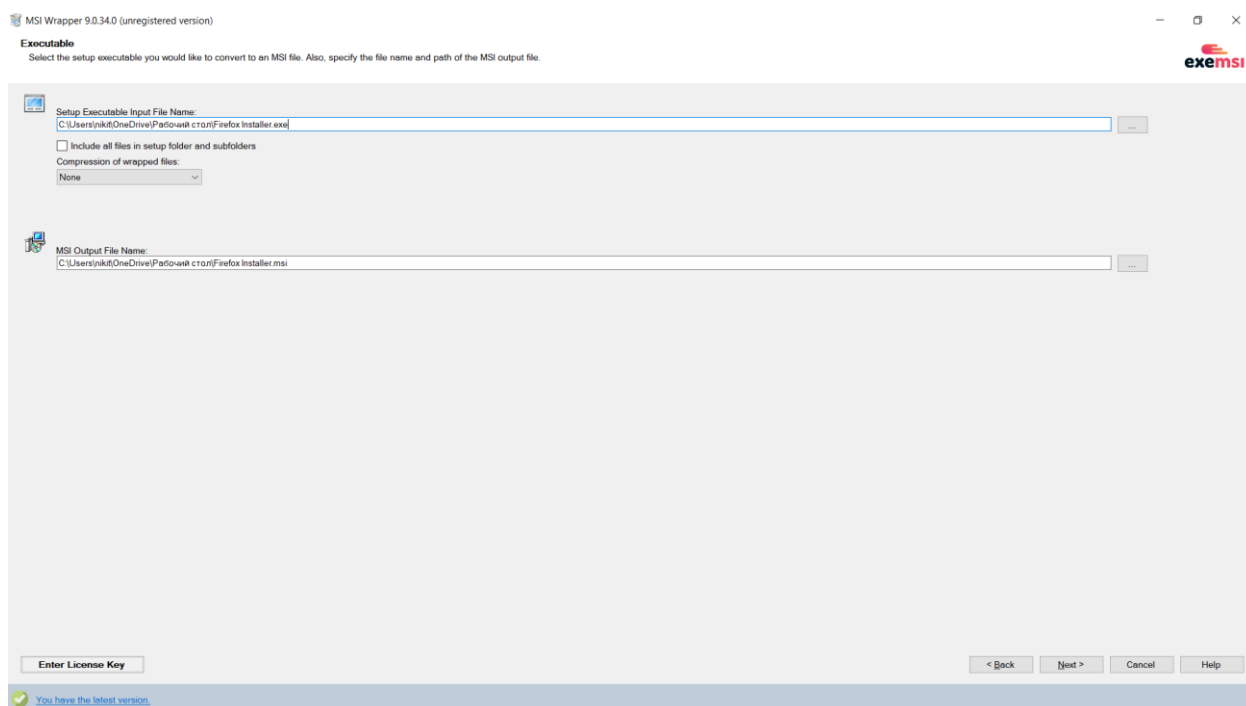 MSI Wrapper 9.0.34.0 (unregistered version)
Executable
Select the setup executable you would like to convert to an MSI file. Also, specify the file name and path of the MSI output file.
exemsi
Setup Executable Input File Name:
C:\Users\nikit\OneDrive\Рабочий стол\Firefox Installer.exe
...
Include all files in setup folder and subfolders
Compression of wrapped files:
None
MSI Output File Name:
C:\Users\nikit\OneDrive\Рабочий стол\Firefox Installer.msi
...
Enter License Key
< Back
Next >
Cancel
Help
You have the latest version.